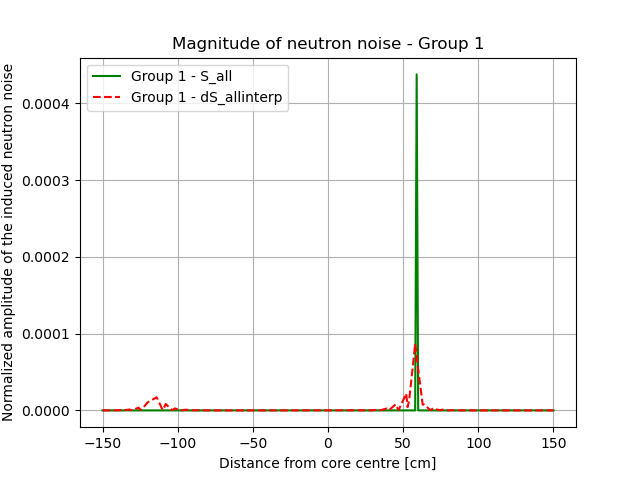 Magnitude of neutron noise - Group 1
Normalized amplitude of the induced neutron noise
Group 1 - S_all
Group 1 - dS_allinterp
0.0004
0.0003
0.0002
0.0001
0.0000
−150 −100 −50 0 50 100 150
Distance from core centre [cm]